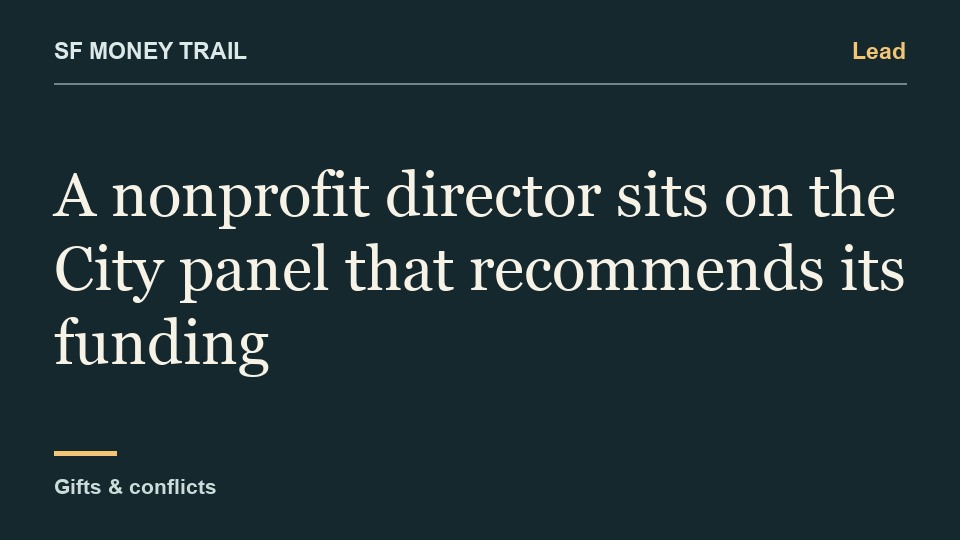 SF MONEY TRAIL
Lead
A nonprofit director sits on the
City panel that recommends its
funding
Gifts & conflicts